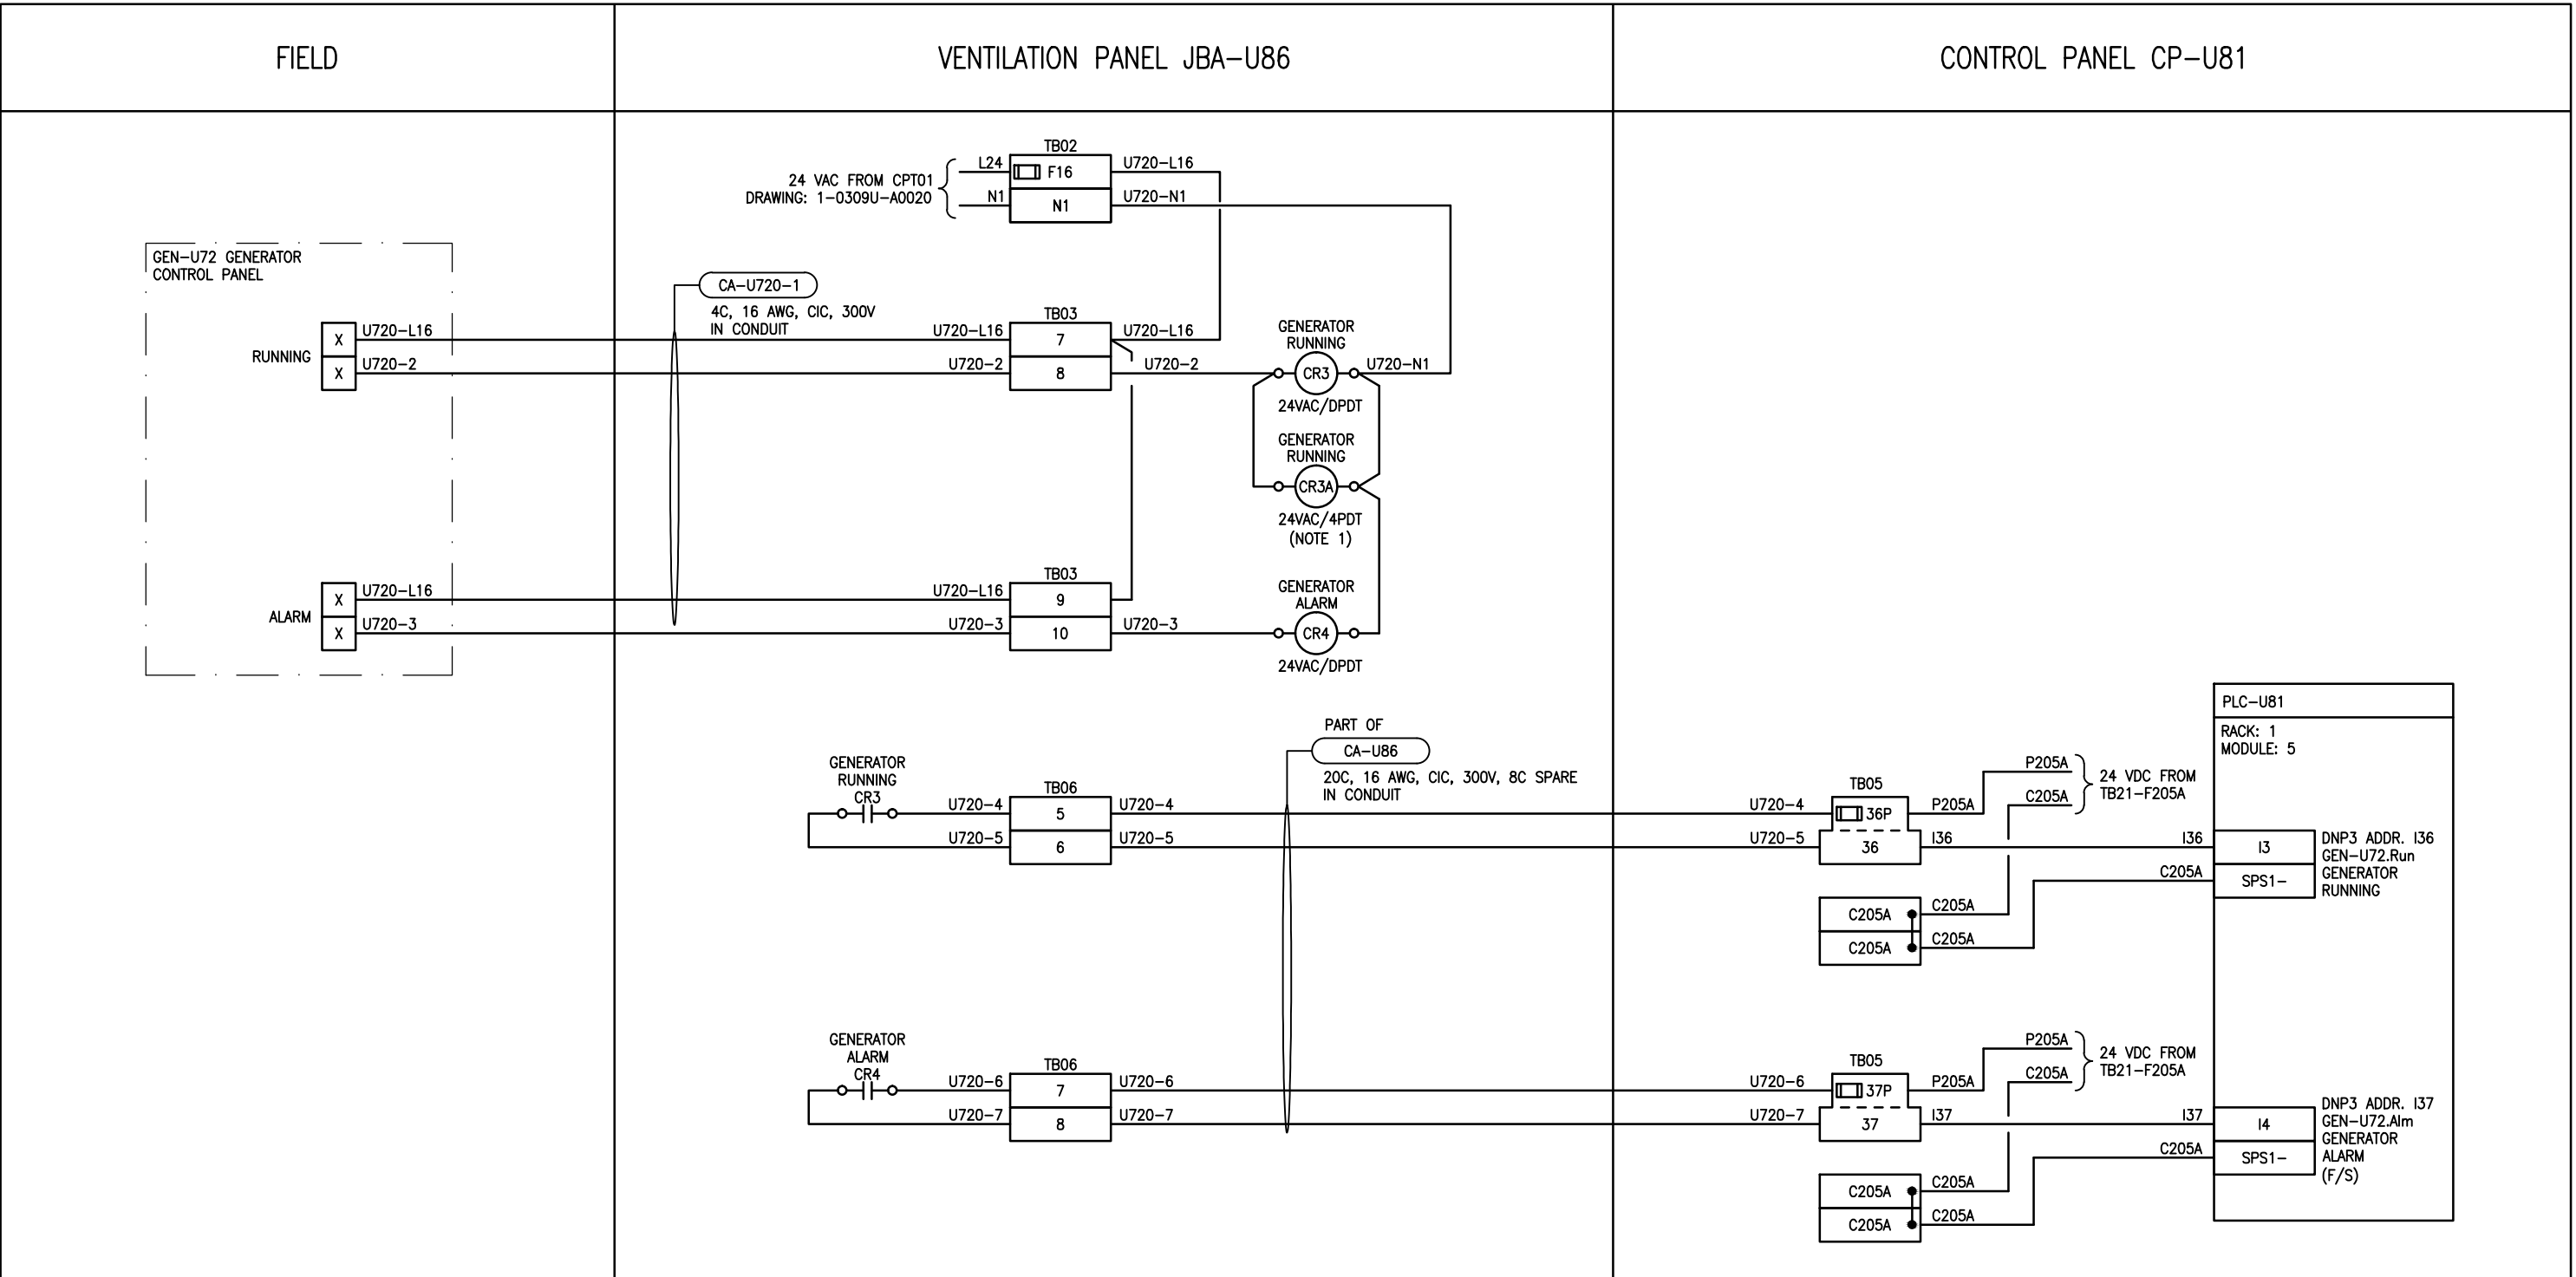 FIELD
VENTILATION PANEL JBA-U86
CONTROL PANEL CP-U81
TB02
L24
F16
U720-L16
24 VAC FROM CPT01
DRAWING: 1-0309U-A0020
N1
N1
U720-N1
GEN-U72 GENERATOR
CONTROL PANEL
CA-U720-1
4C, 16 AWG, CIC, 300V
IN CONDUIT
RUNNING
X
U720-L16
X
U720-2
TB03
U720-L16
7
U720-L16
U720-2
8
U720-2
GENERATOR
RUNNING
CR3
U720-N1
24VAC/DPDT
GENERATOR
RUNNING
CR3A
24VAC/4PDT
(NOTE 1)
ALARM
X
U720-L16
X
U720-3
TB03
U720-L16
9
U720-3
10
U720-3
GENERATOR
ALARM
CR4
24VAC/DPDT
PART OF
CA-U86
20C, 16 AWG, CIC, 300V, 8C SPARE
IN CONDUIT
GENERATOR
RUNNING
CR3
TB06
U720-4
5
U720-4
U720-5
6
U720-5
TB05
U720-4
36P
P205A
U720-5
36
I36
P205A
C205A
24 VDC FROM
TB21-F205A
C205A
C205A
C205A
C205A
PLC-U81
RACK: 1
MODULE: 5
I36
I3
C205A
SPS1-
DNP3 ADDR. I36
GEN-U72.Run
GENERATOR
RUNNING
GENERATOR
ALARM
CR4
TB06
U720-6
7
U720-6
U720-7
8
U720-7
TB05
U720-6
37P
P205A
U720-7
37
I37
P205A
C205A
24 VDC FROM
TB21-F205A
C205A
C205A
C205A
C205A
I37
I4
C205A
SPS1-
DNP3 ADDR. I37
GEN-U72.Alm
GENERATOR
ALARM
(F/S)